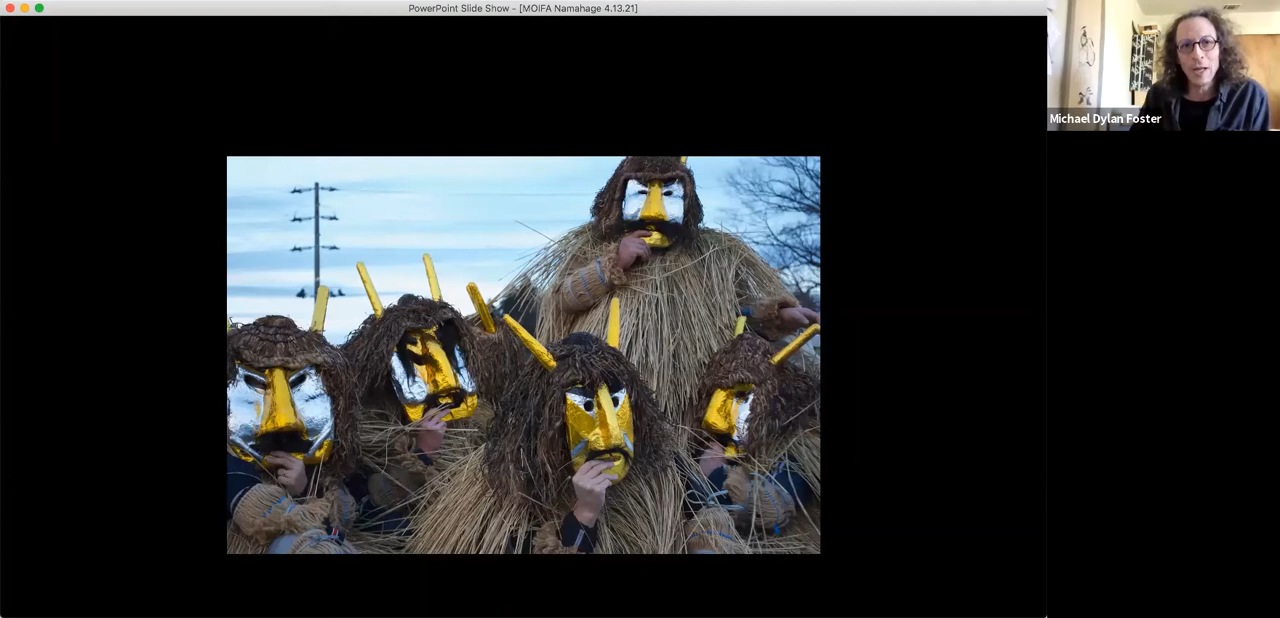 PowerPoint Slide Show - [MOIFA Namahage 4.13.21]
Michael Dylan Foster